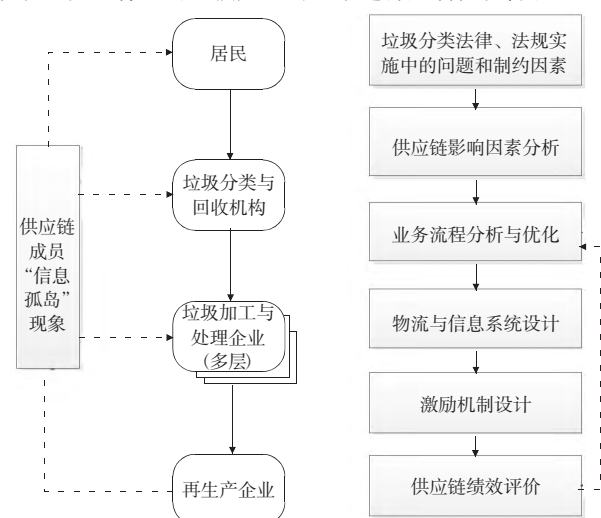 居民
垃圾分类与
回收机构
供应链
成员
“信息
孤岛”
现象
垃圾加工与
处理企业
(多层)
再生产企业
垃圾分类法律、法规实
施中的问题和制约因素
供应链影响因素分析
业务流程分析与优化
物流与信息系统设计
激励机制设计
供应链绩效评价